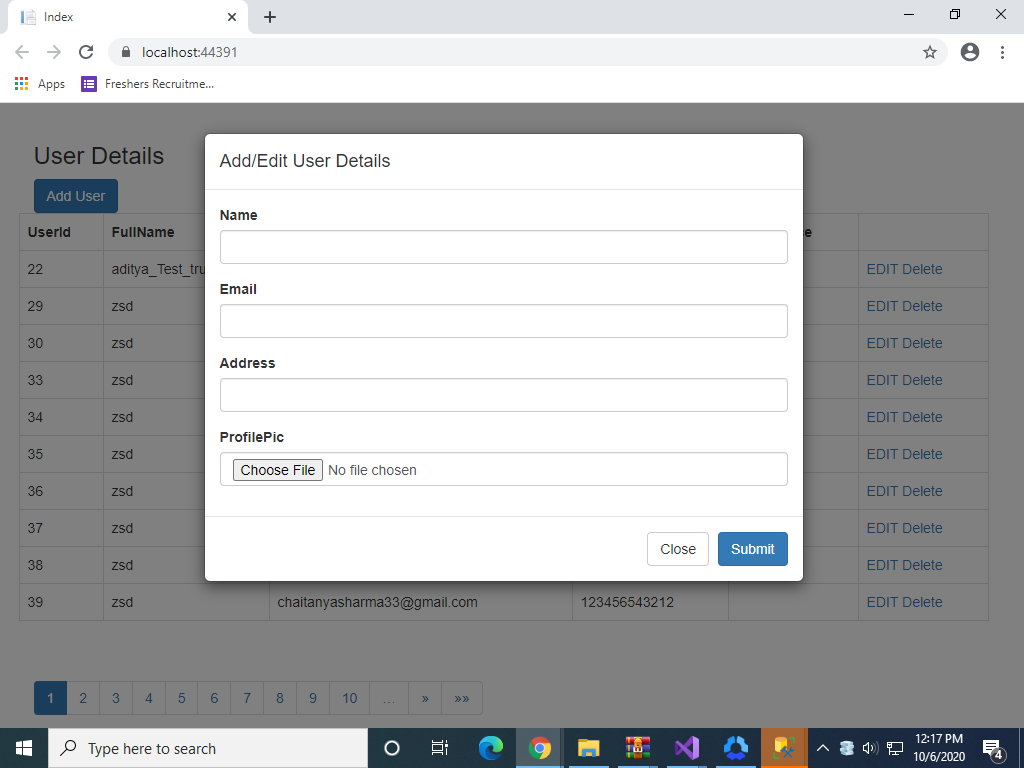 Index
localhost:44391
Apps
Freshers Recruitme...
User Details
Add User
UserId FullName
22 aditya_Test_tru EDIT Delete
29 zsd EDIT Delete
30 zsd EDIT Delete
33 zsd EDIT Delete
34 zsd EDIT Delete
35 zsd EDIT Delete
36 zsd EDIT Delete
37 zsd EDIT Delete
38 zsd EDIT Delete
39 zsd chaitanyasharma33@gmail.com 123456543212 EDIT Delete
Add/Edit User Details
Name
Email
Address
ProfilePic
Choose File No file chosen
Close Submit
1 2 3 4 5 6 7 8 9 10 ... » »»
Type here to search
12:17 PM
10/6/2020
4